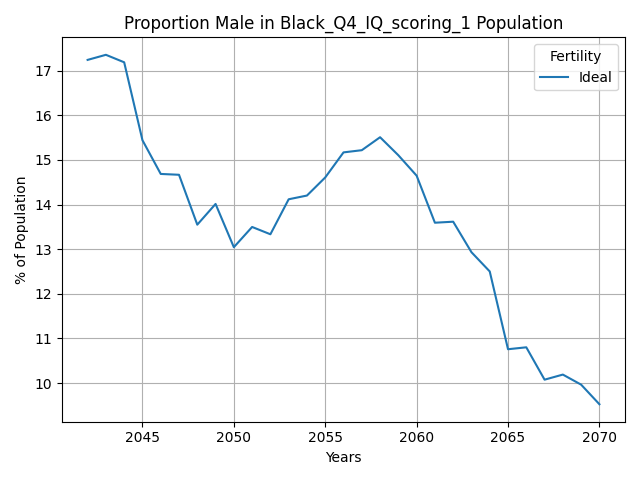 Proportion Male in Black_Q4_IQ_scoring_1 Population
Fertility
Ideal
% of Population
17
16
15
14
13
12
11
10
2045 2050 2055 2060 2065 2070
Years